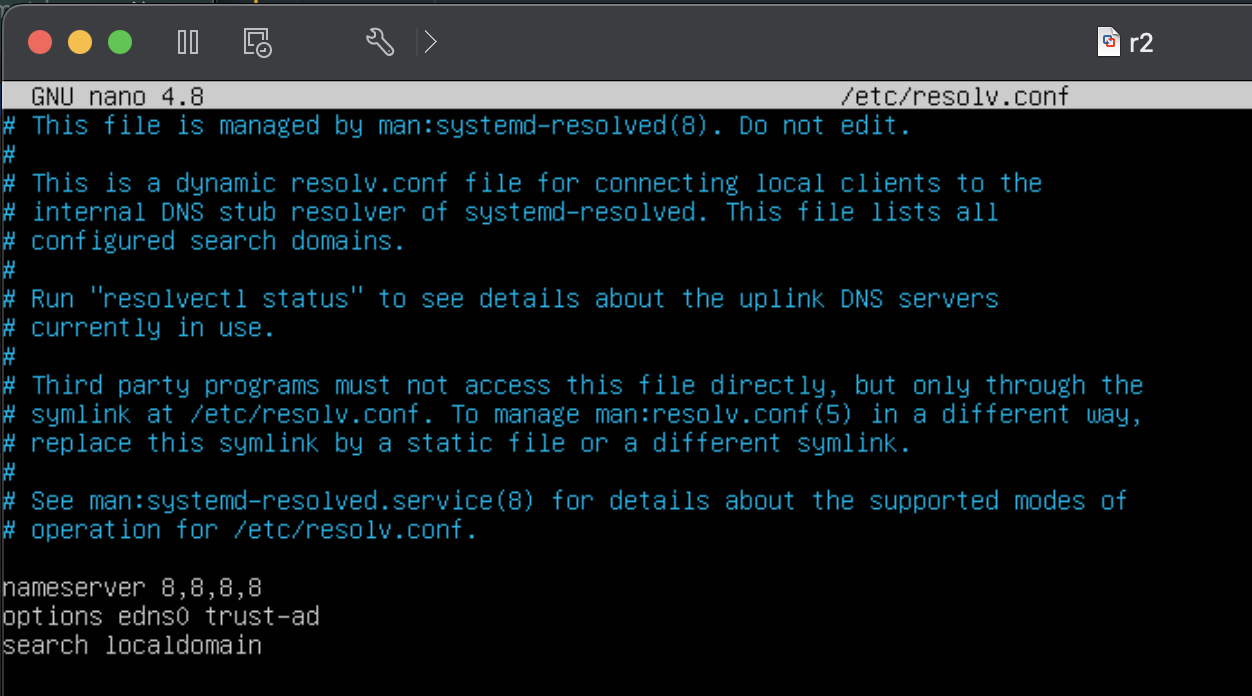 r2
GNU nano 4.8 /etc/resolv.conf
# This file is managed by man:systemd-resolved(8). Do not edit.
#
# This is a dynamic resolv.conf file for connecting local clients to the
# internal DNS stub resolver of systemd-resolved. This file lists all
# configured search domains.
#
# Run "resolvectl status" to see details about the uplink DNS servers
# currently in use.
#
# Third party programs must not access this file directly, but only through the
# symlink at /etc/resolv.conf. To manage man:resolv.conf(5) in a different way,
# replace this symlink by a static file or a different symlink.
#
# See man:systemd-resolved.service(8) for details about the supported modes of
# operation for /etc/resolv.conf.
nameserver 8,8,8,8
options edns0 trust-ad
search localdomain